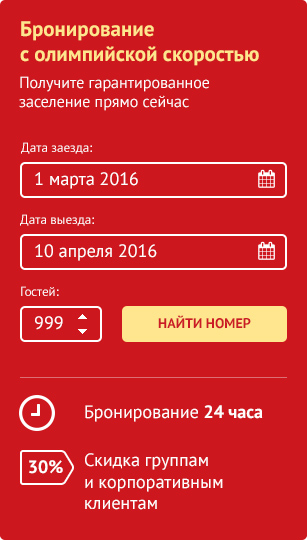 Бронирование
с олимпийской скоростью
Получите гарантированное
заселение прямо сейчас
Дата заезда:
1 марта 2016
Дата выезда:
10 апреля 2016
Гостей:
999
НАЙТИ НОМЕР
Бронирование 24 часа
30%
Скидка группам
и корпоративным
клиентам